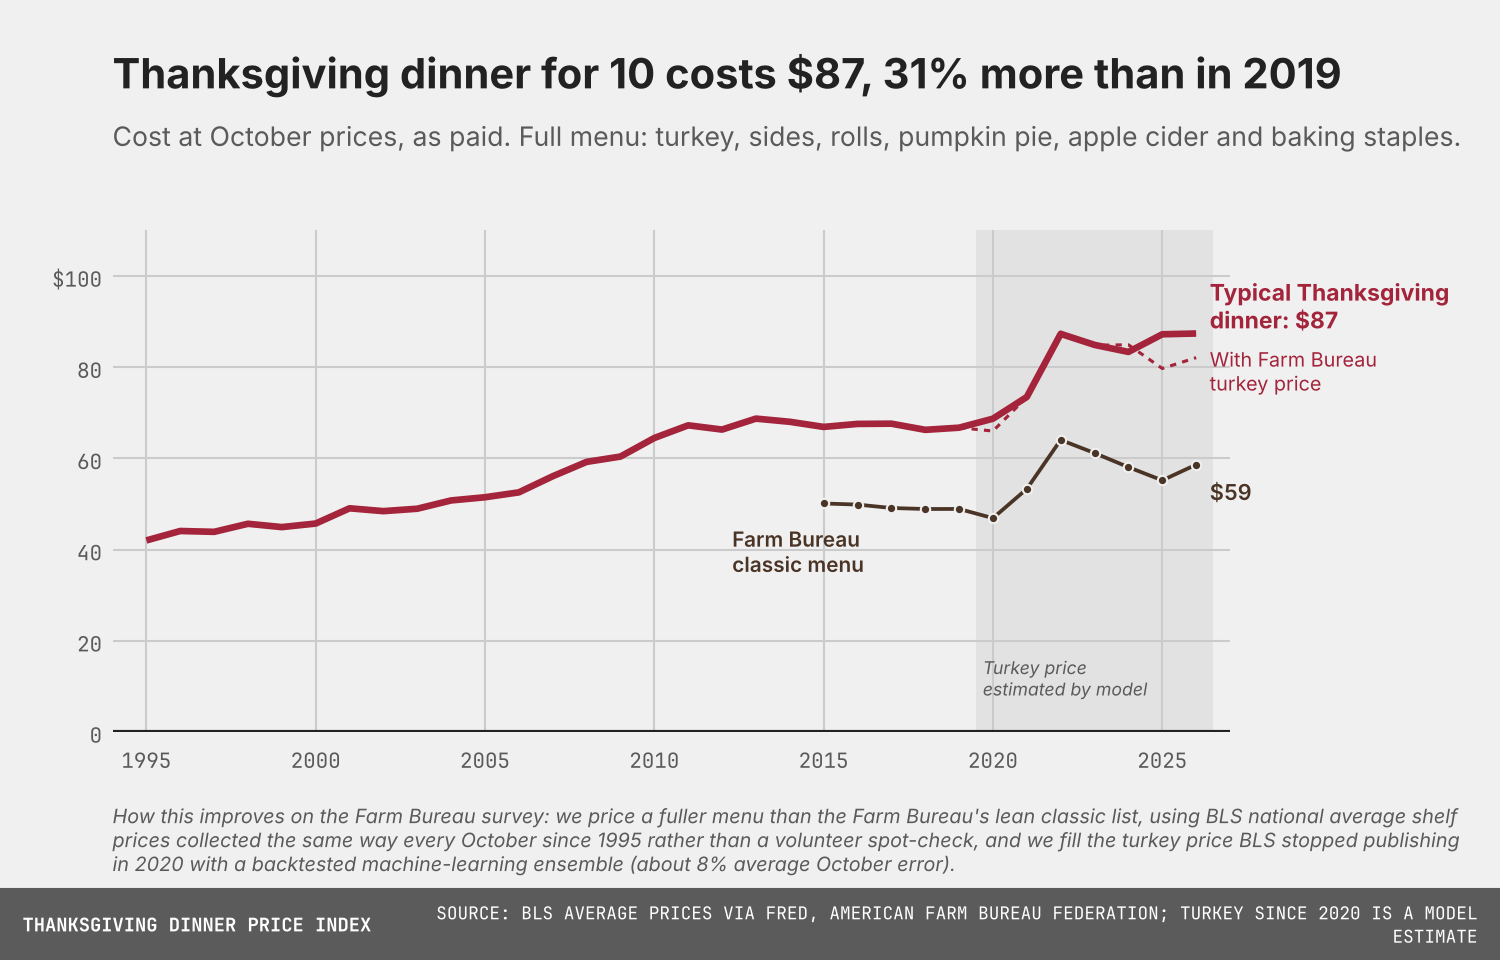 Thanksgiving dinner for 10 costs $87, 31% more than in 2019
Cost at October prices, as paid. Full menu: turkey, sides, rolls, pumpkin pie, apple cider and baking staples.
$100
80
60
40
20
0
Typical Thanksgiving
dinner: $87
With Farm Bureau
turkey price
$59
Farm Bureau
classic menu
Turkey price
estimated by model
1995
2000
2005
2010
2015
2020
2025
How this improves on the Farm Bureau survey: we price a fuller menu than the Farm Bureau's lean classic list, using BLS national average shelf
prices collected the same way every October since 1995 rather than a volunteer spot-check, and we fill the turkey price BLS stopped publishing
in 2020 with a backtested machine-learning ensemble (about 8% average October error).
THANKSGIVING DINNER PRICE INDEX
SOURCE: BLS AVERAGE PRICES VIA FRED, AMERICAN FARM BUREAU FEDERATION; TURKEY SINCE 2020 IS A MODEL
ESTIMATE